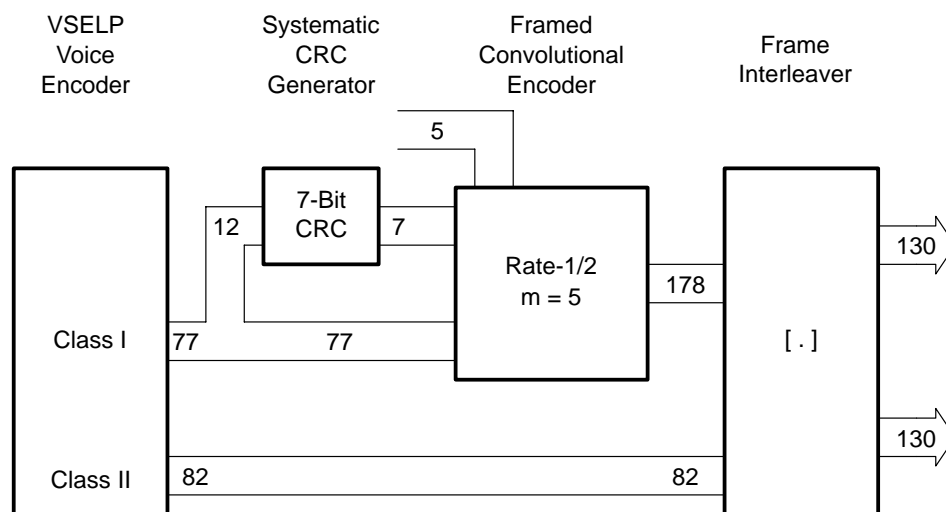 VSELP
Voice
Encoder
Systematic
CRC
Generator
Framed
Convolutional
Encoder
Frame
Interleaver
5
7-Bit
CRC
12
7
130
Rate-1/2
m = 5
178
Class I
77
77
[ . ]
130
Class II
82
82